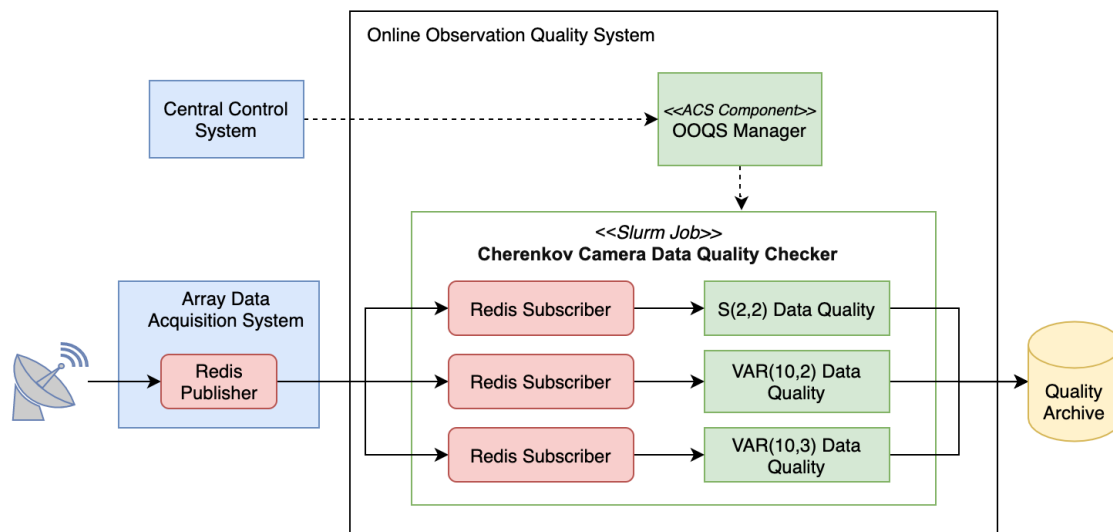 Online Observation Quality System
Central Control
System
<<ACS Component>>
OOQS Manager
<<Slurm Job>>
Cherenkov Camera Data Quality Checker
Array Data
Acquisition System
Redis
Publisher
Redis Subscriber
S(2,2) Data Quality
Redis Subscriber
VAR(10,2) Data
Quality
Redis Subscriber
VAR(10,3) Data
Quality
Quality
Archive